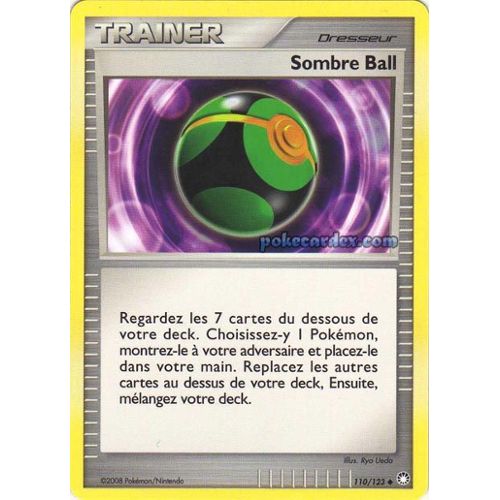 TRAINER Dresseur
Sombre Ball
pokecardex.com
Regardez les 7 cartes du dessous de
votre deck. Choisissez-y 1 Pokémon,
montrez-le à votre adversaire et placez-le
dans votre main. Replacez les autres
cartes au dessus de votre deck, Ensuite,
mélangez votre deck.
Illus. Ryo Ueda
©2008 Pokémon/Nintendo 110/123